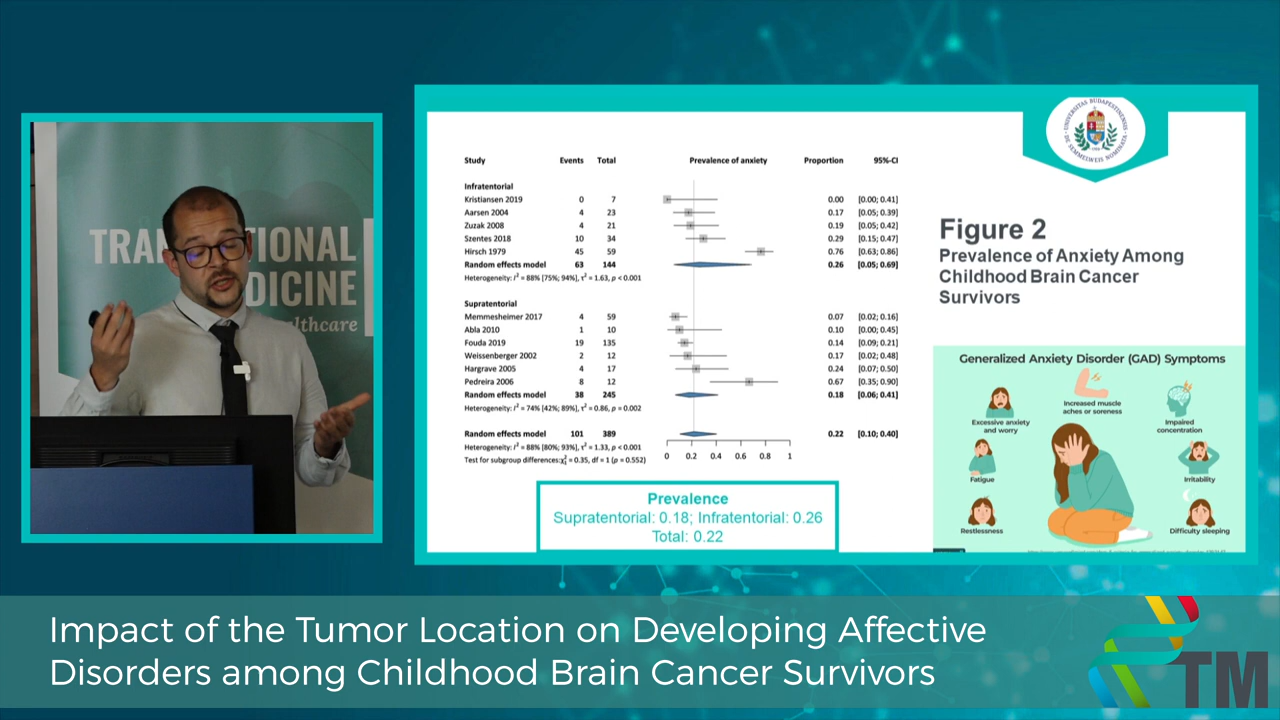 TRAN
TIONAL
MEDICINE
healthcare
UNIVERSITAS BUDAPESTINENSIS DE SEMMELWEIS NOMINATA
Study Events Total Prevalence of anxiety Proportion 95%-CI
Infratentorial
Kristiansen 2019 0 7 0.00 [0.00; 0.41]
Aarsen 2004 4 23 0.17 [0.05; 0.39]
Zuzak 2008 4 21 0.19 [0.05; 0.42]
Szentes 2018 10 34 0.29 [0.15; 0.47]
Hirsch 1979 45 59 0.76 [0.63; 0.86]
Random effects model 63 144 0.26 [0.05; 0.69]
Heterogeneity: I² = 88% [75%; 94%], τ² = 1.63, p < 0.001
Supratentorial
Memmesheimer 2017 4 59 0.07 [0.02; 0.16]
Abla 2010 1 10 0.10 [0.00; 0.45]
Fouda 2019 19 135 0.14 [0.09; 0.21]
Weissenberger 2002 2 12 0.17 [0.02; 0.48]
Hargrave 2005 4 17 0.24 [0.07; 0.50]
Pedreira 2006 8 12 0.67 [0.35; 0.90]
Random effects model 38 245 0.18 [0.06; 0.41]
Heterogeneity: I² = 74% [42%; 89%], τ² = 0.86, p = 0.002
Random effects model 101 389 0.22 [0.10; 0.40]
Heterogeneity: I² = 88% [80%; 93%], τ² = 1.33, p < 0.001
Test for subgroup differences: χ²₁ = 0.35, df = 1 (p = 0.552)
0 0.2 0.4 0.6 0.8 1
Prevalence
Supratentorial: 0.18; Infratentorial: 0.26
Total: 0.22
Figure 2
Prevalence of Anxiety Among
Childhood Brain Cancer
Survivors
Generalized Anxiety Disorder (GAD) Symptoms
Increased muscle
aches or soreness
Excessive anxiety
and worry
Impaired
concentration
Fatigue
Irritability
Restlessness
Difficulty sleeping
Impact of the Tumor Location on Developing Affective
Disorders among Childhood Brain Cancer Survivors
TM